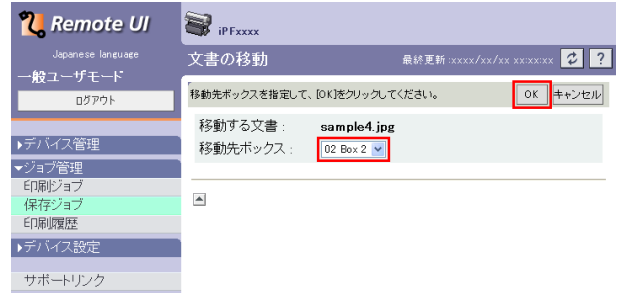 Remote UI
Japanese language
一般ユーザモード
ログアウト
▶デバイス管理
▼ジョブ管理
印刷ジョブ
保存ジョブ
印刷履歴
▶デバイス設定
サポートリンク
iPFxxxx
文書の移動
最終更新 :xxxx/xx/xx xx:xx:xx ?
移動先ボックスを指定して、[OK]をクリックしてください。 OK キャンセル
移動する文書 : sample4.jpg
移動先ボックス : 02 Box 2